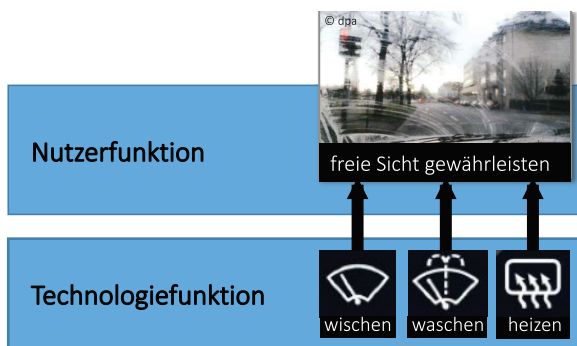 © dpa
Nutzerfunktion
freie Sicht gewährleisten
Technologiefunktion
wischen waschen heizen